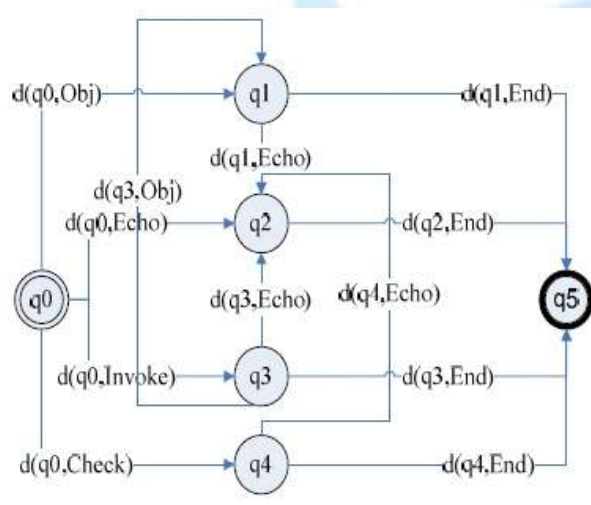 q1
d(q0,Obj)
d(q1,End)
d(q1,Echo)
d(q3,Obj)
d(q0,Echo)
q2
d(q2,End)
q0
d(q3,Echo)
d(q4,Echo)
q5
d(q0,Invoke)
q3
d(q3,End)
d(q0,Check)
q4
d(q4,End)